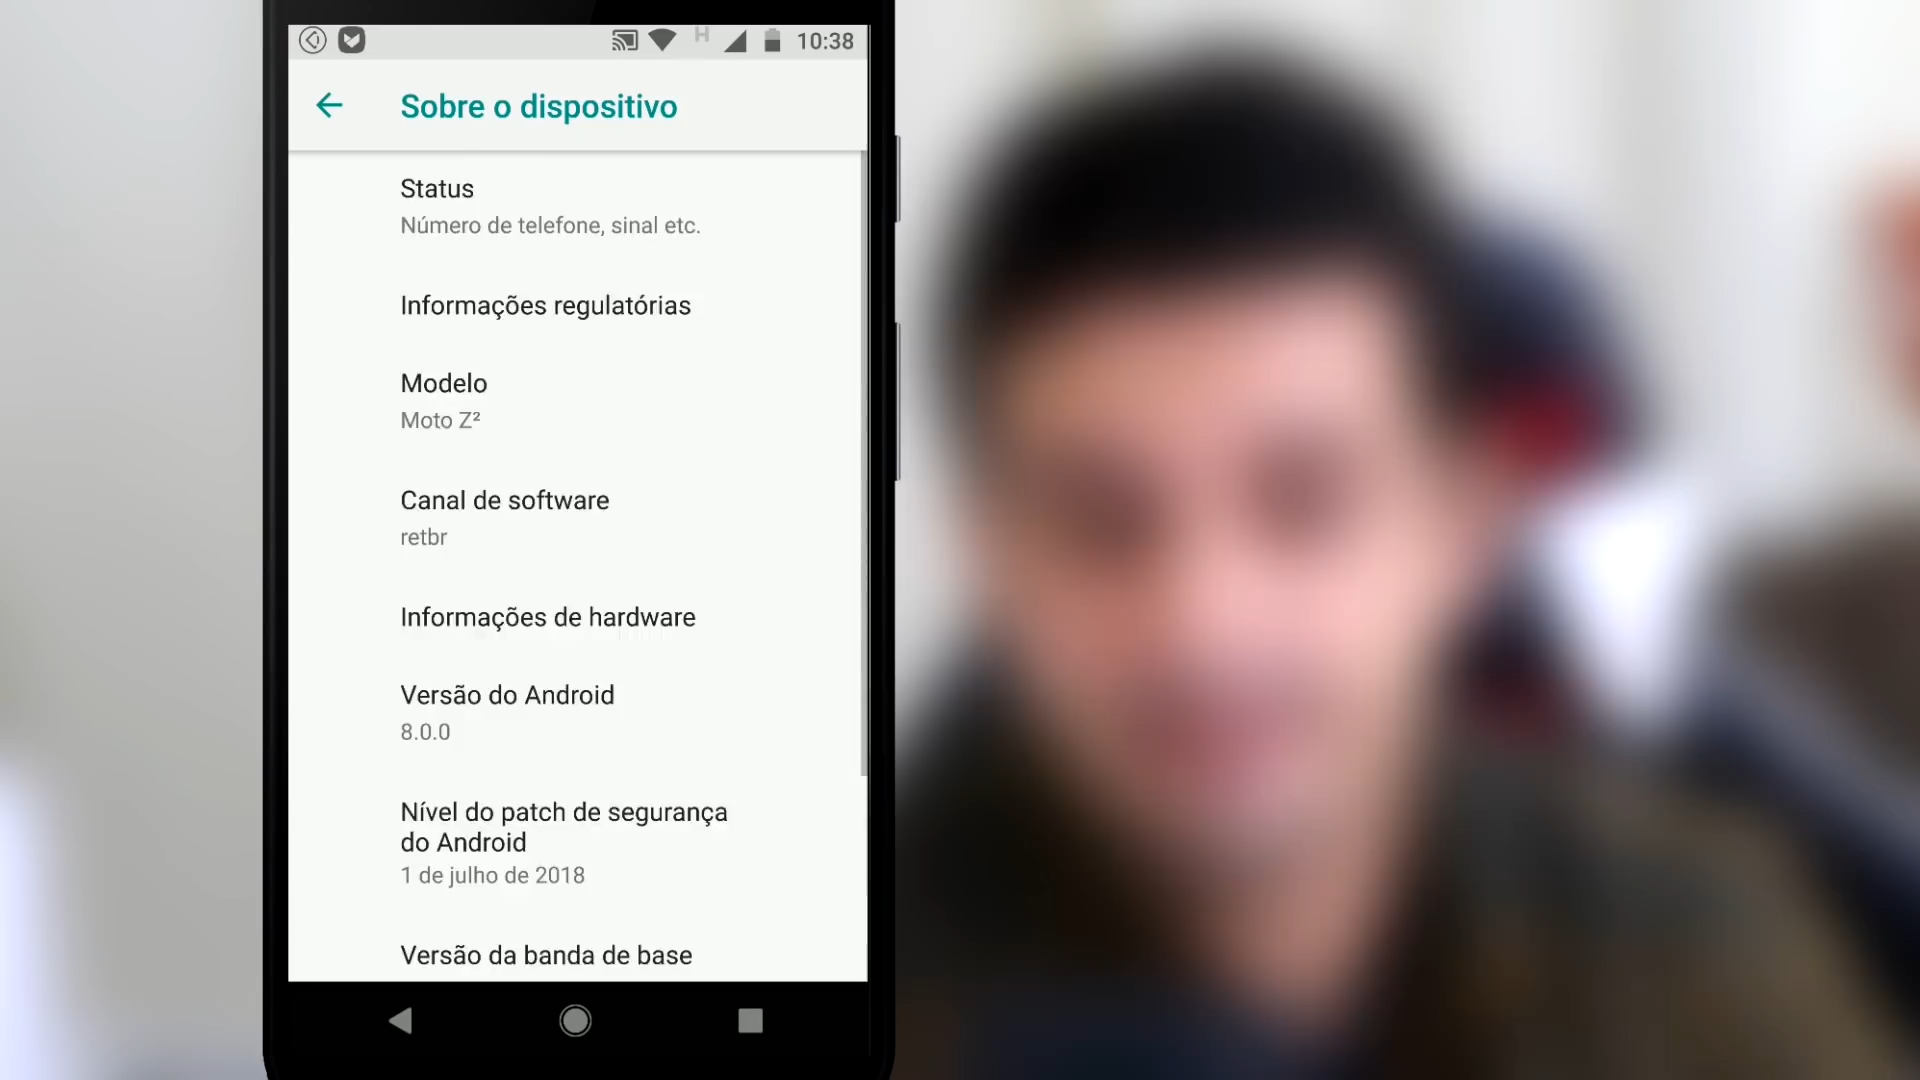 H 10:38
Sobre o dispositivo
Status
Número de telefone, sinal etc.
Informações regulatórias
Modelo
Moto Z²
Canal de software
retbr
Informações de hardware
Versão do Android
8.0.0
Nível do patch de segurança
do Android
1 de julho de 2018
Versão da banda de base